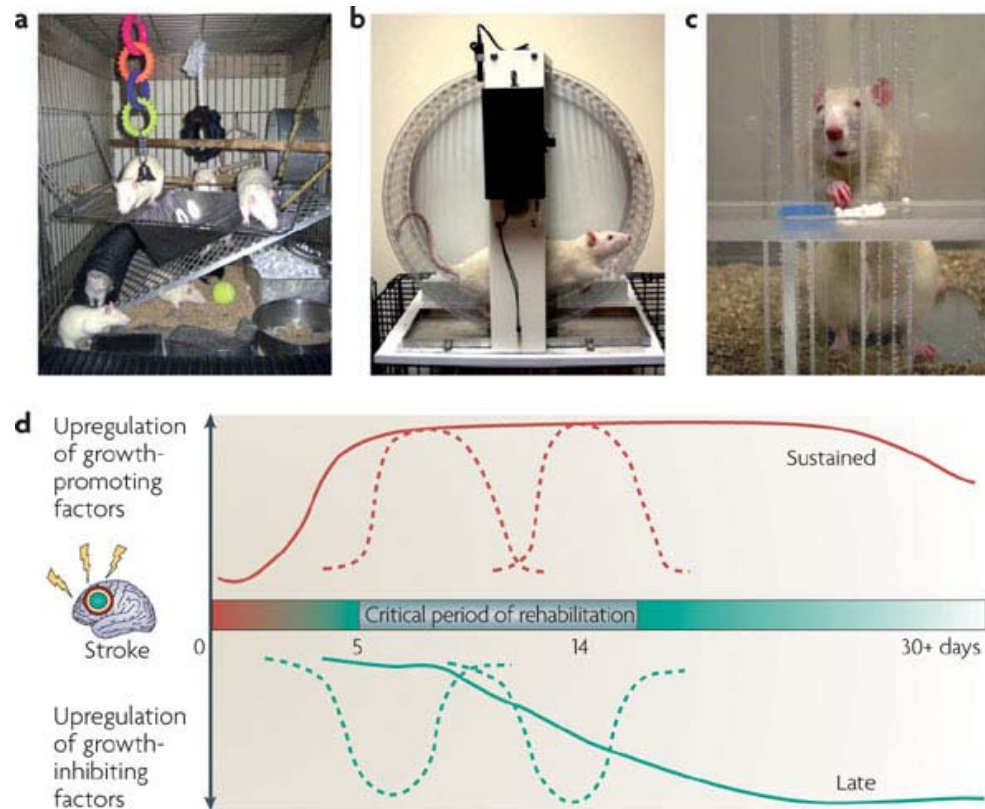 a
b
c
d
Upregulation
of growth-
promoting
factors
Sustained
Stroke
Critical period of rehabilitation
0
5
14
30+ days
Upregulation
of growth-
inhibiting
factors
Late